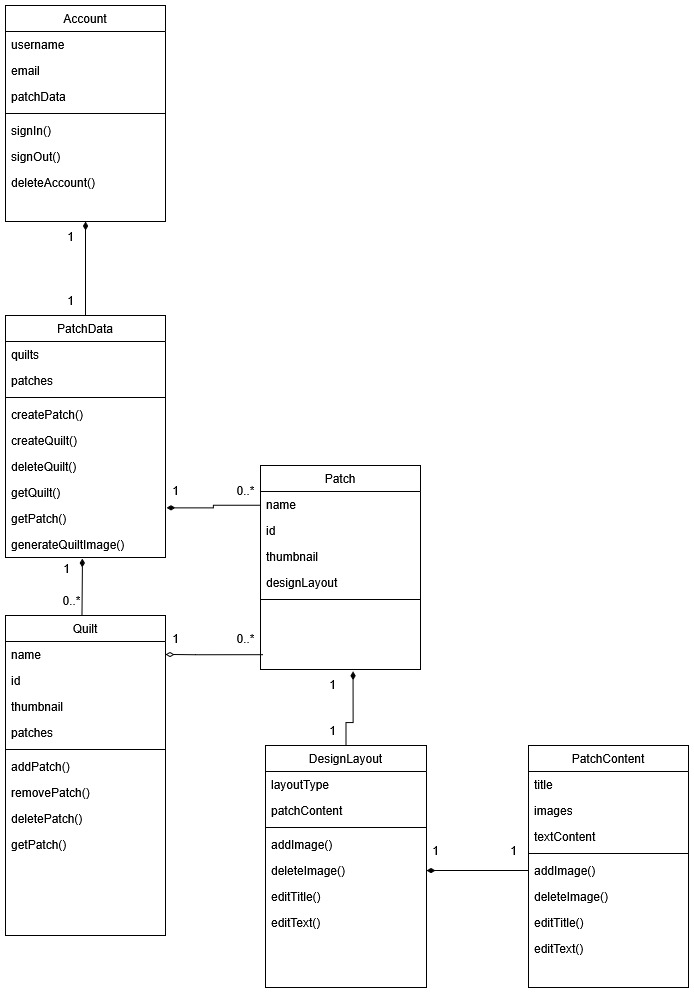 Account
username
email
patchData
signIn()
signOut()
deleteAccount()
1
1
PatchData
quilts
patches
createPatch()
createQuilt()
deleteQuilt()
getQuilt()
getPatch()
generateQuiltImage()
1
0..*
Patch
name
id
thumbnail
designLayout
1
0..*
Quilt
name
id
thumbnail
patches
addPatch()
removePatch()
deletePatch()
getPatch()
1
0..*
1
1
DesignLayout
layoutType
patchContent
addImage()
deleteImage()
editTitle()
editText()
1
1
PatchContent
title
images
textContent
addImage()
deleteImage()
editTitle()
editText()